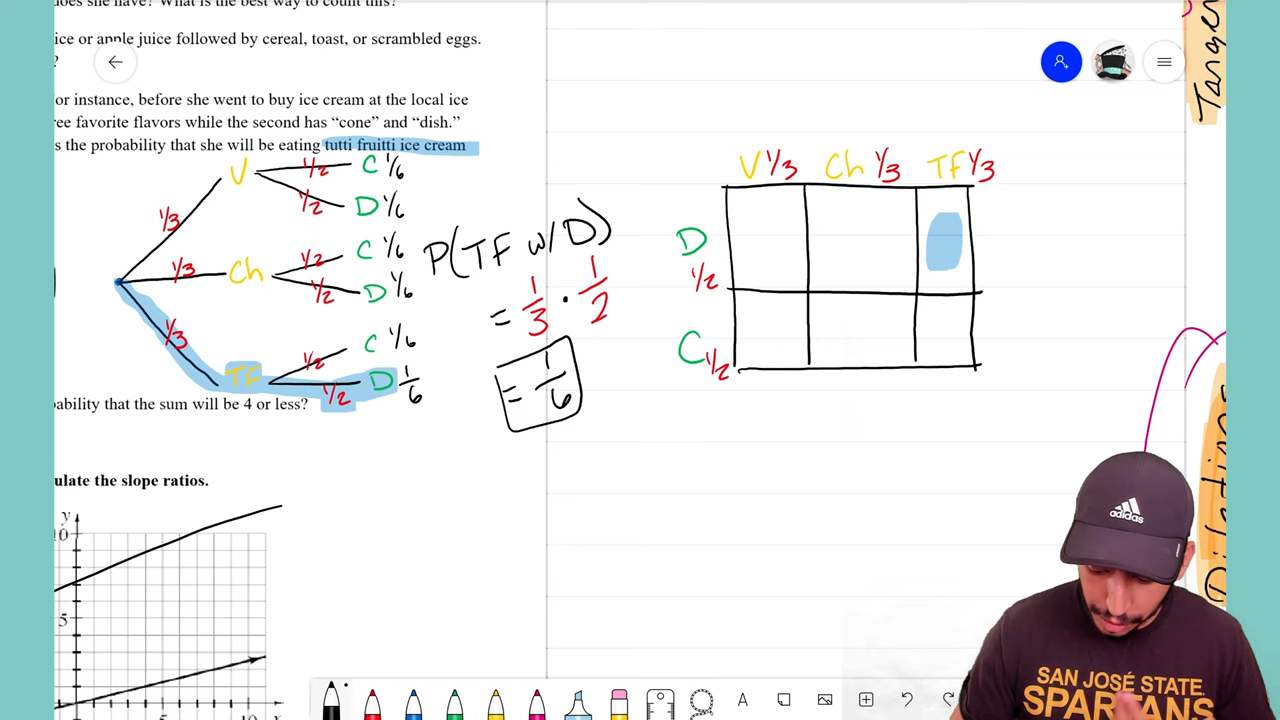 does she have? What is the best way to count this?
ice or apple juice followed by cereal, toast, or scrambled eggs.
?
or instance, before she went to buy ice cream at the local ice
ree favorite flavors while the second has “cone” and “dish.”
s the probability that she will be eating tutti fruitti ice cream
V
1/3
1/2
C 1/6
1/2
D 1/6
Ch
1/3
1/2
C 1/6
1/2
D 1/6
TF
1/3
1/2
C 1/6
1/2
D 1/6
P(TF w/D)
= 1/3 · 1/2
= 1/6
V 1/3 Ch 1/3 TF 1/3
D
1/2
C 1/2
bability that the sum will be 4 or less?
ulate the slope ratios.
y
10
5
5
10
x
Tanger
Dilations
A
adidas
SAN JOSÉ STATE
SPARTANS